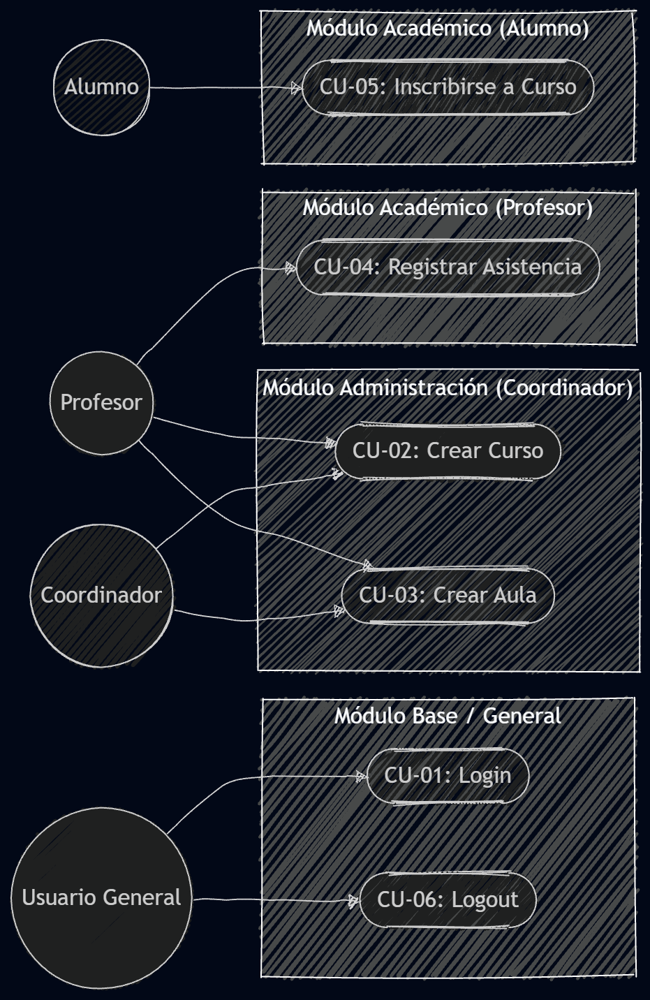 Módulo Académico (Alumno)
Alumno
CU-05: Inscribirse a Curso
Módulo Académico (Profesor)
CU-04: Registrar Asistencia
Profesor
Módulo Administración (Coordinador)
CU-02: Crear Curso
Coordinador
CU-03: Crear Aula
Módulo Base / General
CU-01: Login
Usuario General
CU-06: Logout